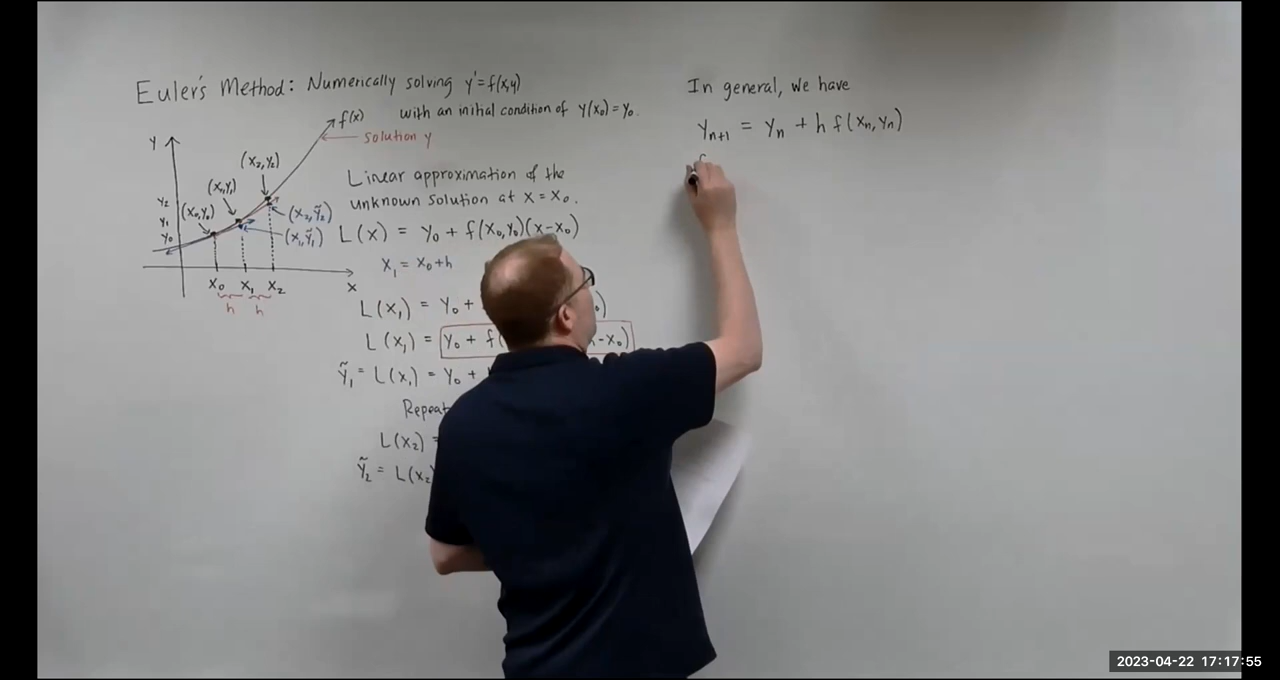 Euler's Method: Numerically solving y'=f(x,y)
with an initial condition of y(x₀)=y₀.
f(x)
solution y
y
(x₂,y₂)
(x₁,y₁)
(x₀,y₀)
y₂
y₁
y₀
(x₂,ỹ₂)
(x₁,ỹ₁)
x₀ x₁ x₂ x
h h
Linear approximation of the
unknown solution at x = x₀.
L(x) = y₀ + f(x₀,y₀)(x-x₀)
x₁ = x₀+h
L(x₁) = y₀ +
L(x₁) = y₀ + f( x-x₀)
ỹ₁ = L(x₁) = y₀ +
Repeat
L(x₂) =
ỹ₂ = L(x₂)
In general, we have
yₙ₊₁ = yₙ + h f(xₙ,yₙ)
2023-04-22 17:17:55